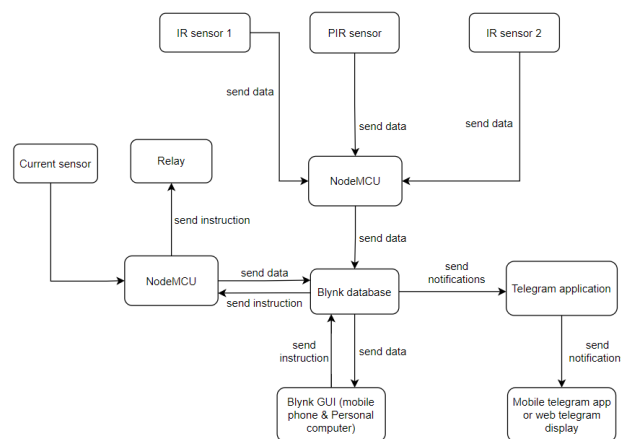 IR sensor 1
PIR sensor
IR sensor 2
send data
send data
send data
Current sensor
Relay
NodeMCU
send instruction
send data
NodeMCU
send data
send instruction
Blynk database
send
notifications
Telegram application
send
instruction
send data
send
notification
Blynk GUI (mobile
phone & Personal
computer)
Mobile telegram app
or web telegram
display